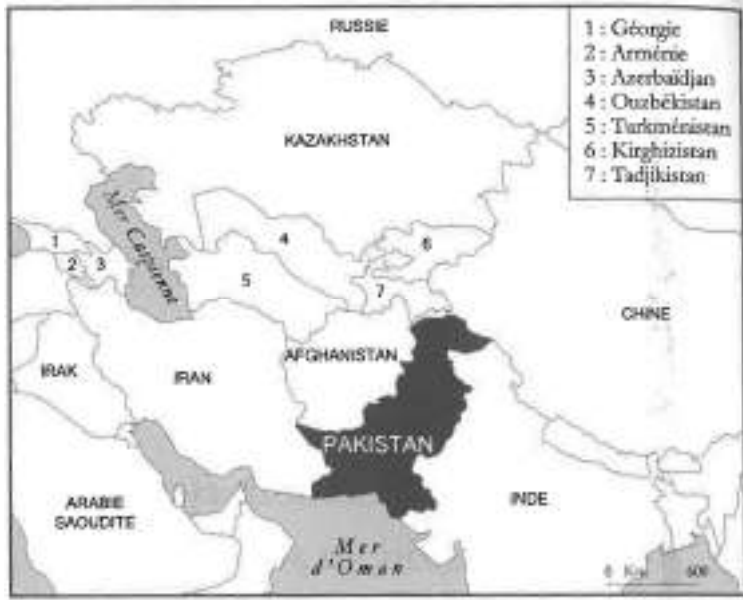 RUSSIE
1 : Géorgie
2 : Arménie
3 : Azerbaïdjan
4 : Ouzbékistan
5 : Turkménistan
6 : Kirghizistan
7 : Tadjikistan
KAZAKHSTAN
Mer Caspienne
1
2
3
4
5
6
7
CHINE
AFGHANISTAN
IRAK
IRAN
PAKISTAN
ARABIE
SAOUDITE
INDE
Mer
d'Oman
0 Km 600